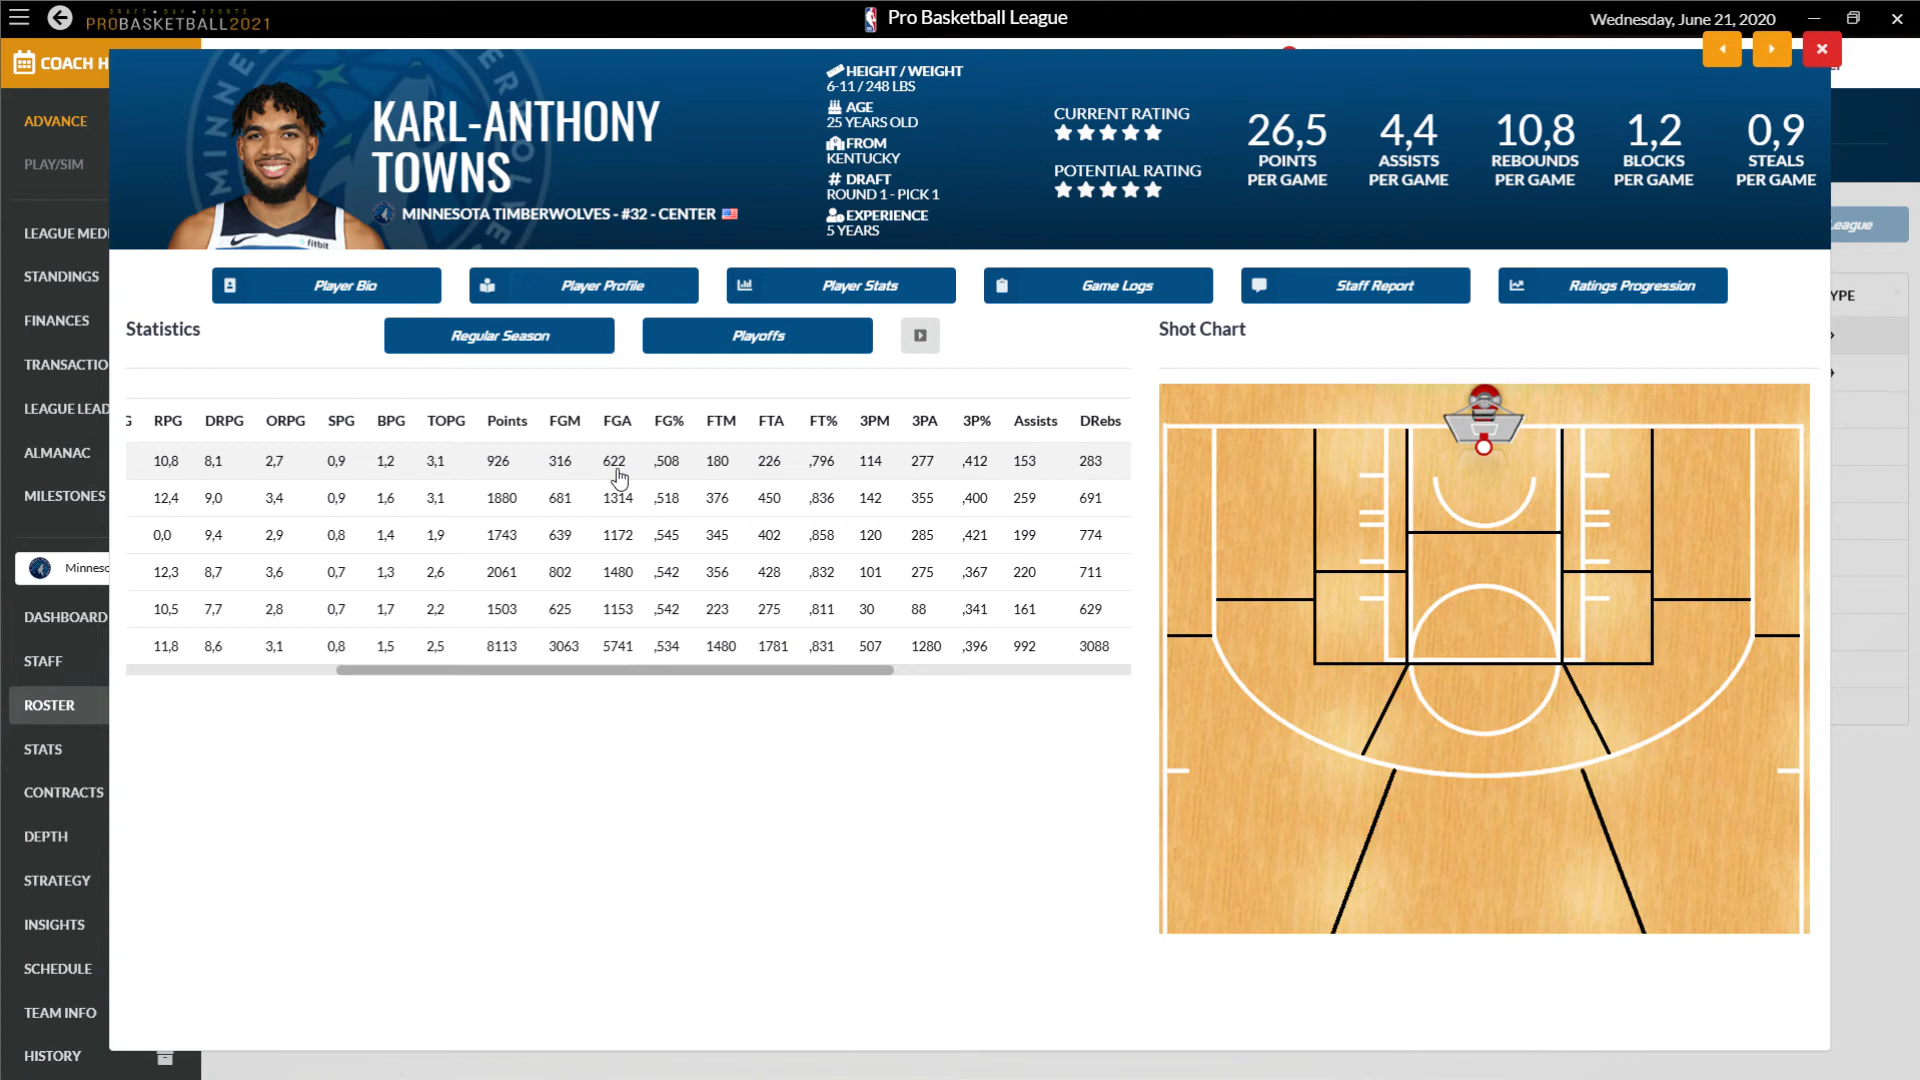 DRAFT • DAY • SPORTS
PROBASKETBALL2021
Pro Basketball League
Wednesday, June 21, 2020
COACH H
ADVANCE
PLAY/SIM
LEAGUE MEDI
STANDINGS
FINANCES
TRANSACTIO
LEAGUE LEAD
ALMANAC
MILESTONES
Minneso
DASHBOARD
STAFF
ROSTER
STATS
CONTRACTS
DEPTH
STRATEGY
INSIGHTS
SCHEDULE
TEAM INFO
HISTORY
KARL-ANTHONY
TOWNS
MINNESOTA TIMBERWOLVES - #32 - CENTER
fitbit
HEIGHT / WEIGHT
6-11 / 248 LBS
AGE
25 YEARS OLD
FROM
KENTUCKY
# DRAFT
ROUND 1 - PICK 1
EXPERIENCE
5 YEARS
CURRENT RATING
POTENTIAL RATING
26,5 4,4 10,8 1,2 0,9
POINTS ASSISTS REBOUNDS BLOCKS STEALS
PER GAME PER GAME PER GAME PER GAME PER GAME
League
YPE
Player Bio Player Profile Player Stats Game Logs Staff Report Ratings Progression
Statistics Regular Season Playoffs
Shot Chart
G RPG DRPG ORPG SPG BPG TOPG Points FGM FGA FG% FTM FTA FT% 3PM 3PA 3P% Assists DRebs
10,8 8,1 2,7 0,9 1,2 3,1 926 316 622 ,508 180 226 ,796 114 277 ,412 153 283
12,4 9,0 3,4 0,9 1,6 3,1 1880 681 1314 ,518 376 450 ,836 142 355 ,400 259 691
0,0 9,4 2,9 0,8 1,4 1,9 1743 639 1172 ,545 345 402 ,858 120 285 ,421 199 774
12,3 8,7 3,6 0,7 1,3 2,6 2061 802 1480 ,542 356 428 ,832 101 275 ,367 220 711
10,5 7,7 2,8 0,7 1,7 2,2 1503 625 1153 ,542 223 275 ,811 30 88 ,341 161 629
11,8 8,6 3,1 0,8 1,5 2,5 8113 3063 5741 ,534 1480 1781 ,831 507 1280 ,396 992 3088